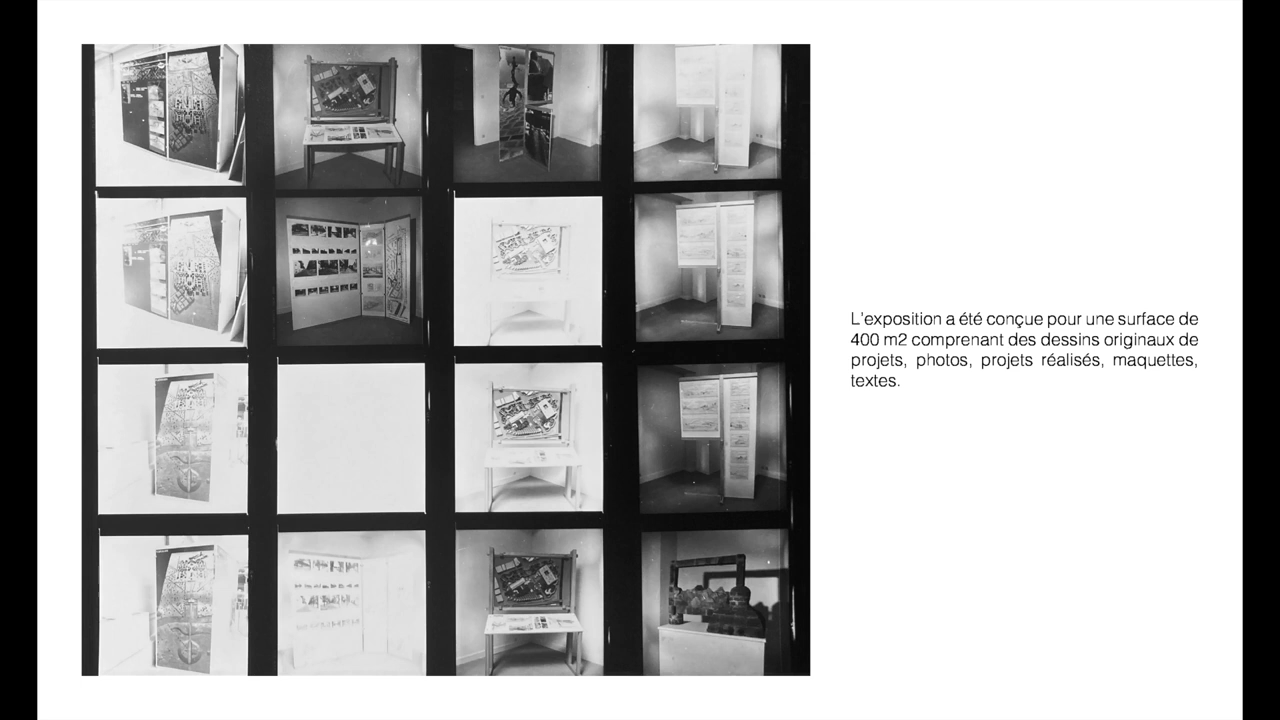 L'exposition a été conçue pour une surface de
400 m2 comprenant des dessins originaux de
projets, photos, projets réalisés, maquettes,
textes.